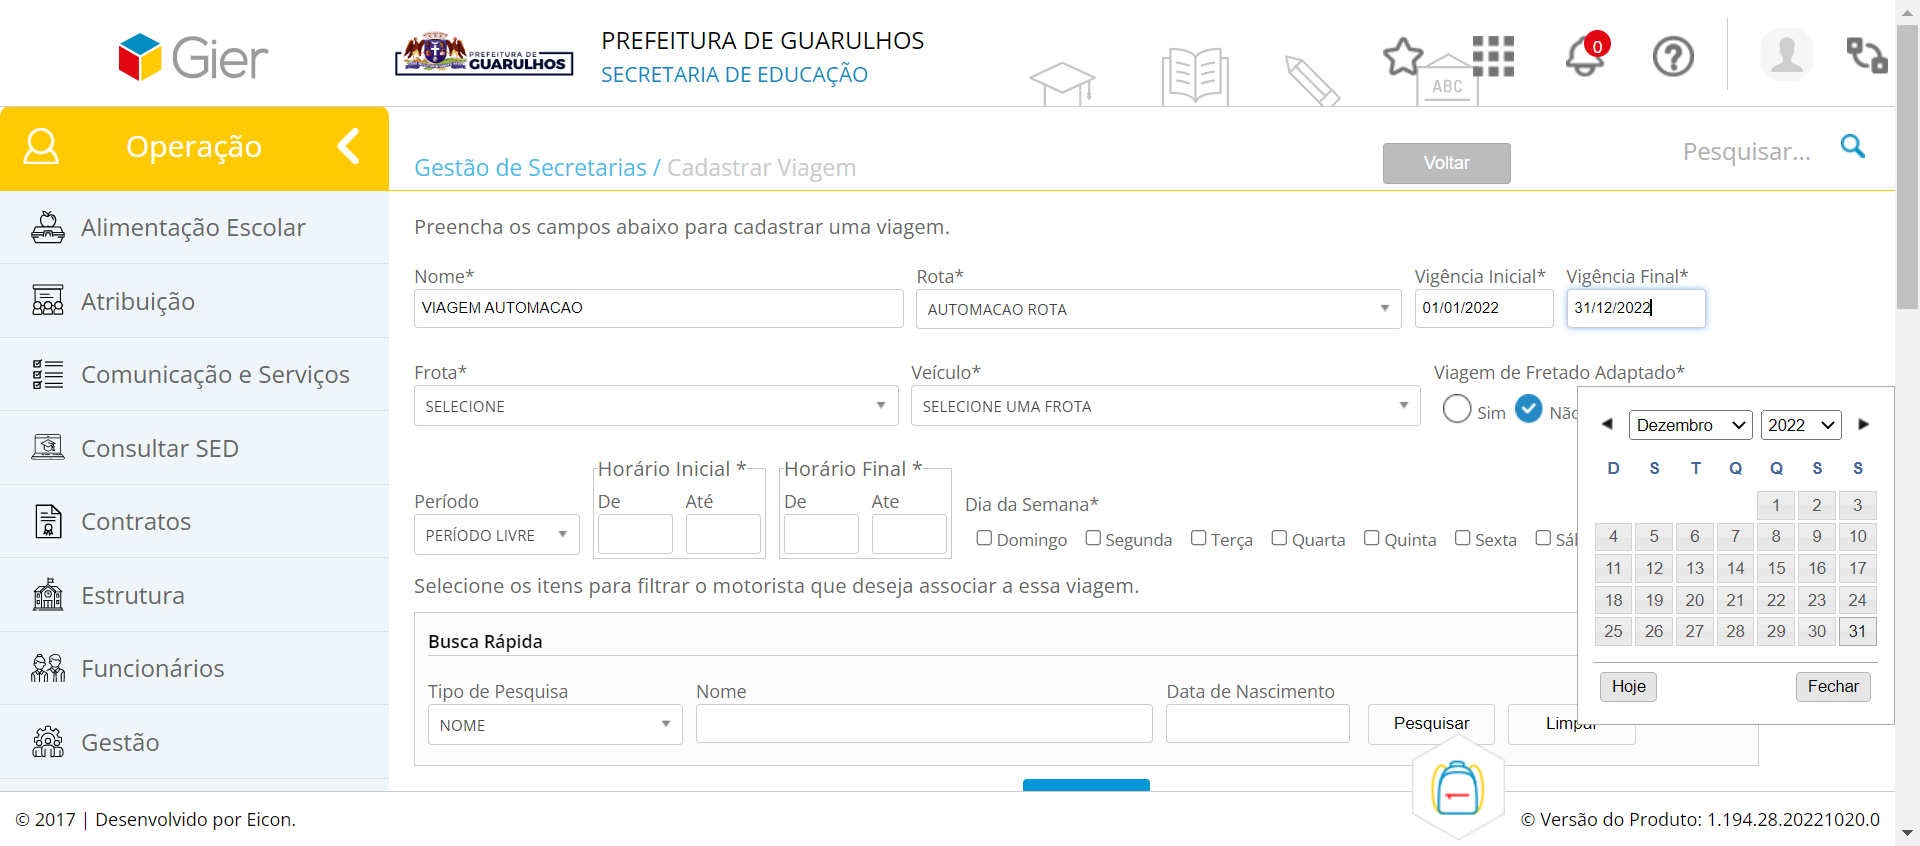 Gier
PREFEITURA DE
GUARULHOS
PREFEITURA DE GUARULHOS
SECRETARIA DE EDUCAÇÃO
ABC
0
Operação
Gestão de Secretarias / Cadastrar Viagem
Voltar
Pesquisar...
Alimentação Escolar
Atribuição
Comunicação e Serviços
Consultar SED
Contratos
Estrutura
Funcionários
Gestão
Preencha os campos abaixo para cadastrar uma viagem.
Nome* Rota* Vigência Inicial* Vigência Final*
VIAGEM AUTOMACAO AUTOMACAO ROTA 01/01/2022 31/12/2022
Frota* Veículo* Viagem de Fretado Adaptado*
SELECIONE SELECIONE UMA FROTA Sim Não
Horário Inicial * Horário Final *
Período De Até De Ate Dia da Semana*
PERÍODO LIVRE Domingo Segunda Terça Quarta Quinta Sexta
Selecione os itens para filtrar o motorista que deseja associar a essa viagem.
Busca Rápida
Tipo de Pesquisa Nome Data de Nascimento
NOME Pesquisar Limpar
Dezembro 2022
D S T Q Q S S
1 2 3
4 5 6 7 8 9 10
11 12 13 14 15 16 17
18 19 20 21 22 23 24
25 26 27 28 29 30 31
Hoje Fechar
© 2017 | Desenvolvido por Eicon.
© Versão do Produto: 1.194.28.20221020.0